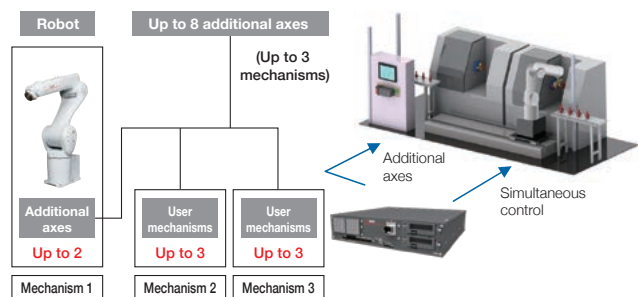 Robot
Up to 8 additional axes
(Up to 3
mechanisms)
Additional
axes
Up to 2
User
mechanisms
Up to 3
User
mechanisms
Up to 3
Mechanism 1
Mechanism 2
Mechanism 3
Additional
axes
Simultaneous
control